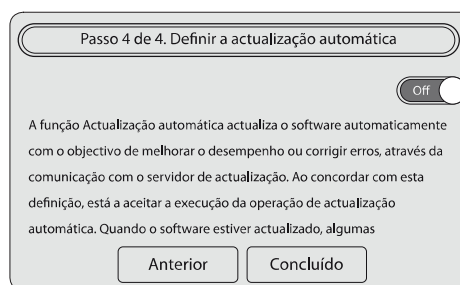 Passo 4 de 4. Definir a actualização automática
Off
A função Actualização automática actualiza o software automaticamente
com o objectivo de melhorar o desempenho ou corrigir erros, através da
comunicação com o servidor de actualização. Ao concordar com esta
definição, está a aceitar a execução da operação de actualização
automática. Quando o software estiver actualizado, algumas
Anterior Concluído